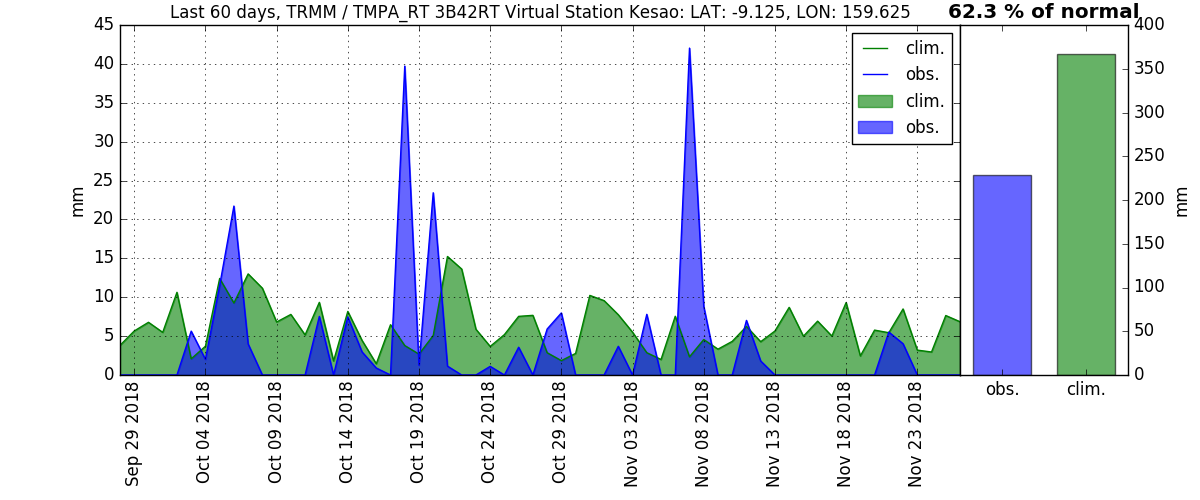 Last 60 days, TRMM / TMPA_RT 3B42RT Virtual Station Kesao: LAT: -9.125, LON: 159.625
62.3 % of normal
45
40
35
30
25
20
15
10
5
0
mm
clim.
obs.
clim.
obs.
Sep 29 2018
Oct 04 2018
Oct 09 2018
Oct 14 2018
Oct 19 2018
Oct 24 2018
Oct 29 2018
Nov 03 2018
Nov 08 2018
Nov 13 2018
Nov 18 2018
Nov 23 2018
obs.
clim.
400
350
300
250
200
150
100
50
0
mm